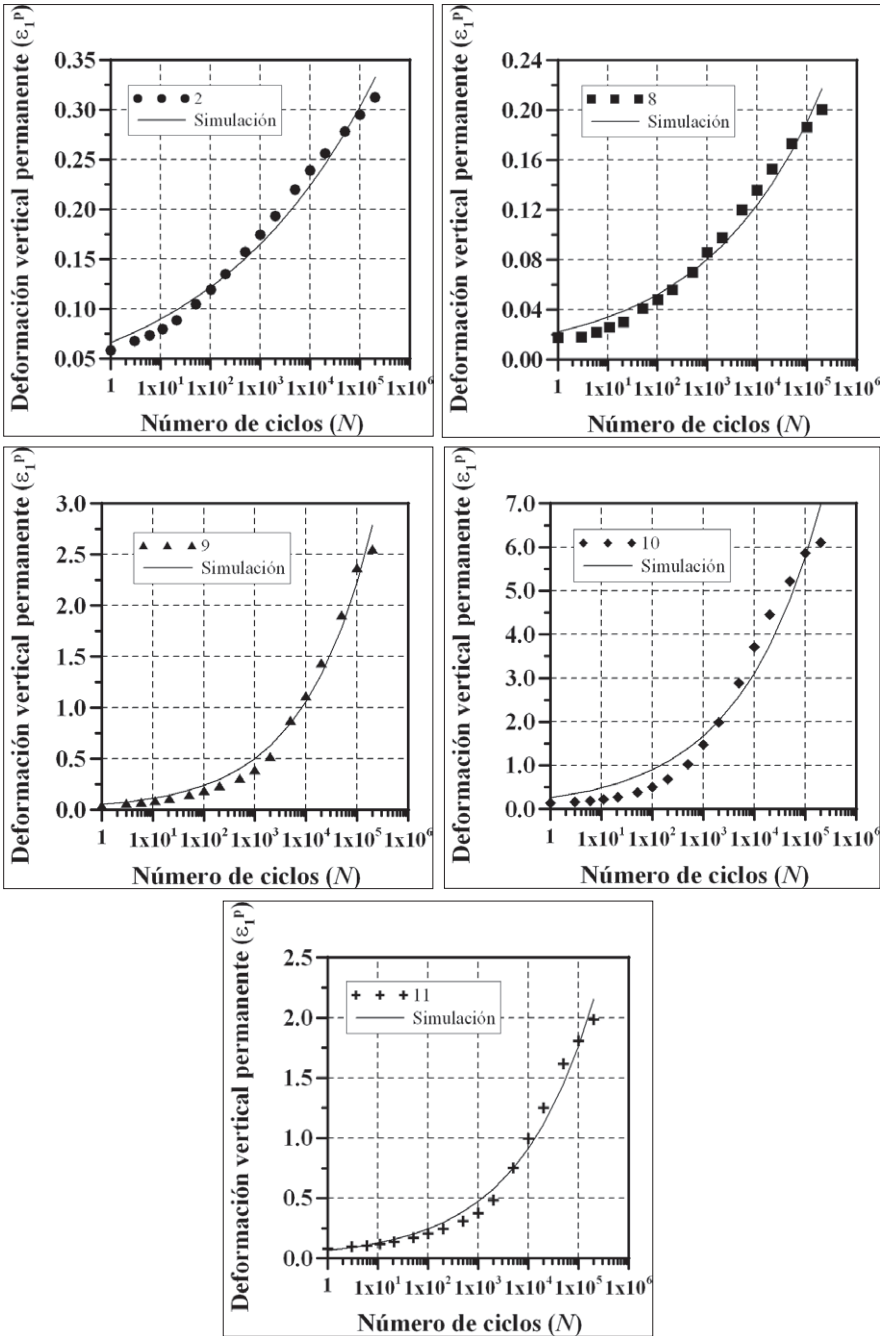 Deformación vertical permanente (ε₁ᵖ)
0.35
0.30
0.25
0.20
0.15
0.10
0.05
2
Simulación
1 1x10¹ 1x10² 1x10³ 1x10⁴ 1x10⁵ 1x10⁶
Número de ciclos (N)
Deformación vertical permanente (ε₁ᵖ)
0.24
0.20
0.16
0.12
0.08
0.04
0.00
8
Simulación
1 1x10¹ 1x10² 1x10³ 1x10⁴ 1x10⁵ 1x10⁶
Número de ciclos (N)
Deformación vertical permanente (ε₁ᵖ)
3.0
2.5
2.0
1.5
1.0
0.5
0.0
9
Simulación
1 1x10¹ 1x10² 1x10³ 1x10⁴ 1x10⁵ 1x10⁶
Número de ciclos (N)
Deformación vertical permanente (ε₁ᵖ)
7.0
6.0
5.0
4.0
3.0
2.0
1.0
0.0
10
Simulación
1 1x10¹ 1x10² 1x10³ 1x10⁴ 1x10⁵ 1x10⁶
Número de ciclos (N)
Deformación vertical permanente (ε₁ᵖ)
2.5
2.0
1.5
1.0
0.5
0.0
11
Simulación
1 1x10¹ 1x10² 1x10³ 1x10⁴ 1x10⁵ 1x10⁶
Número de ciclos (N)